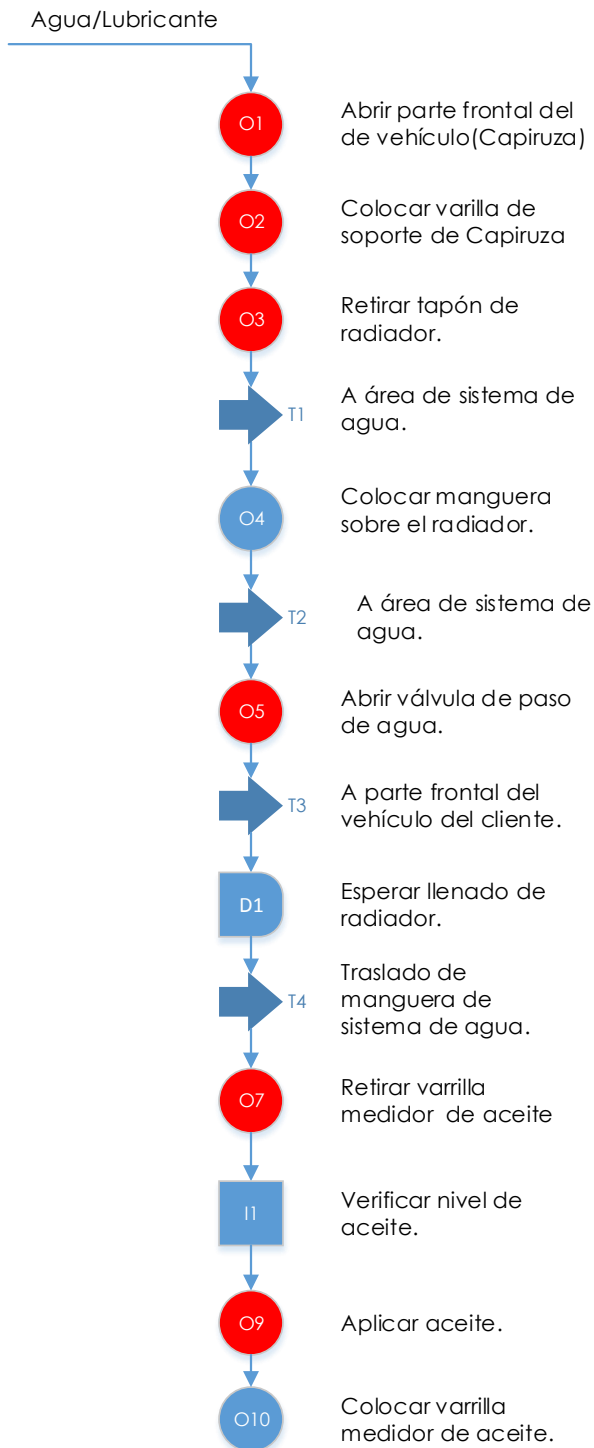 Agua/Lubricante
O1
Abrir parte frontal del
de vehículo(Capiruza)
O2
Colocar varilla de
soporte de Capiruza
O3
Retirar tapón de
radiador.
T1
A área de sistema de
agua.
O4
Colocar manguera
sobre el radiador.
T2
A área de sistema de
agua.
O5
Abrir válvula de paso
de agua.
T3
A parte frontal del
vehículo del cliente.
D1
Esperar llenado de
radiador.
T4
Traslado de
manguera de
sistema de agua.
O7
Retirar varrilla
medidor de aceite
I1
Verificar nivel de
aceite.
O9
Aplicar aceite.
O10
Colocar varrilla
medidor de aceite.